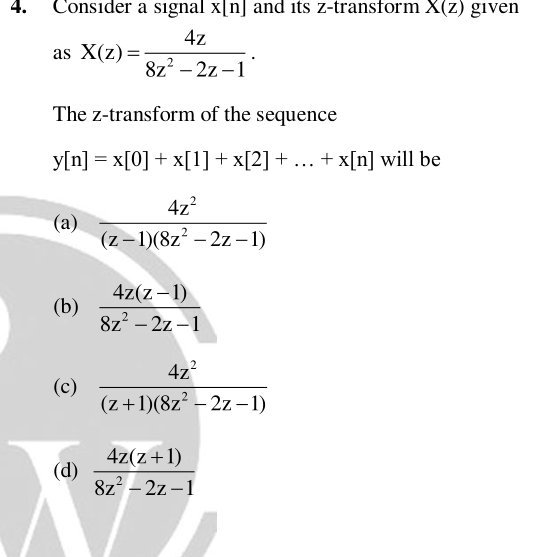 4. Consider a signal x[n] and its z-transform X(z) given
as X(z) = 4z / (8z² − 2z − 1) .
The z-transform of the sequence
y[n] = x[0] + x[1] + x[2] + … + x[n] will be
(a) 4z² / ((z−1)(8z² − 2z −1))
(b) 4z(z−1) / (8z² − 2z −1)
(c) 4z² / ((z+1)(8z² − 2z −1))
(d) 4z(z+1) / (8z² − 2z −1)